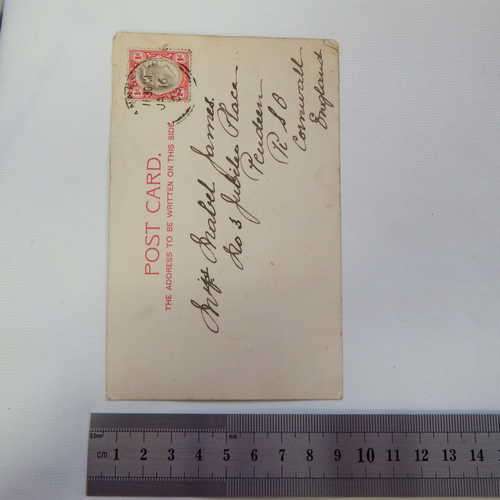 POST CARD.
THE ADDRESS TO BE WRITTEN ON THIS SIDE.
Miss Mabel James.
No 3 Jubilee Place
Pendeen
R S O
Cornwall
England
cm 1 2 3 4 5 6 7 8 9 10 11 12 13 14